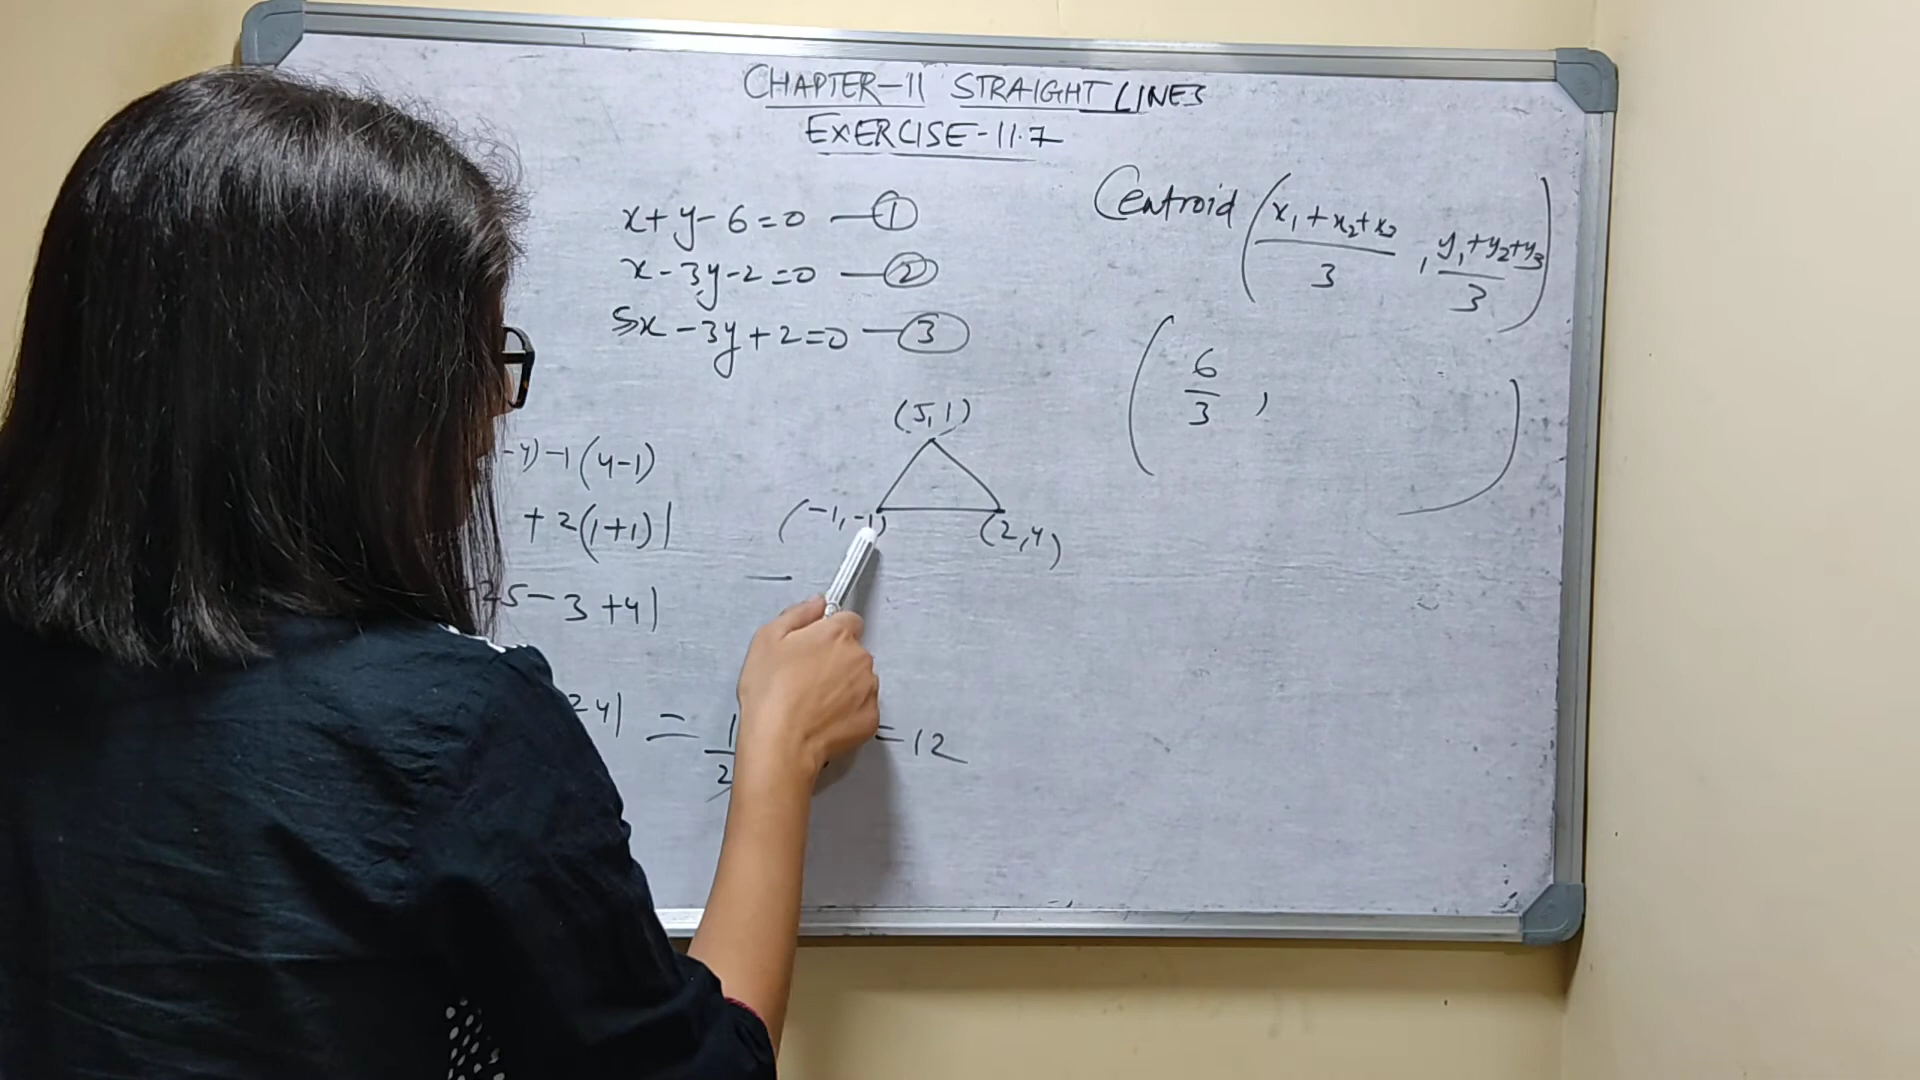 CHAPTER-11 STRAIGHT LINES
EXERCISE-11.7
x+y-6=0 —①
x-3y-2=0 —②
5x-3y+2=0 —③
Centroid (x₁+x₂+x₃/3, y₁+y₂+y₃/3)
(6/3, )
(5,1)
(-1,-1)
(2,4)
-4)-1(4-1)
+2(1+1)|
-25-3+4|
24| = 1/2 =12